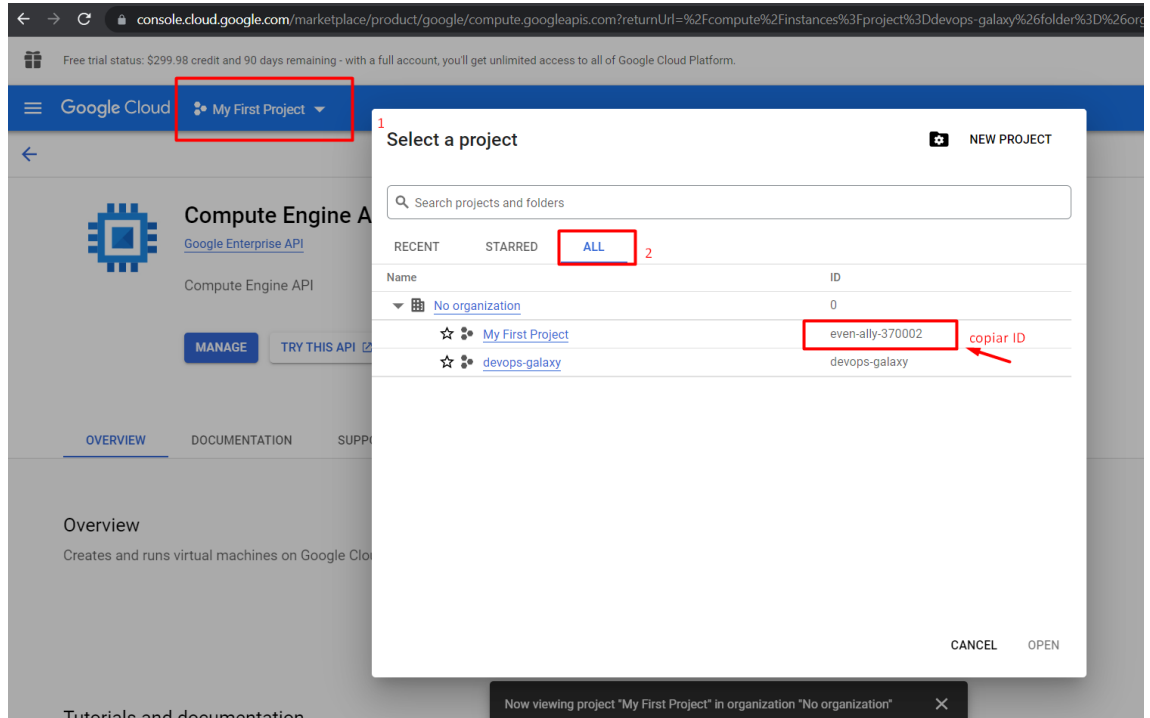 console.cloud.google.com/marketplace/product/google/compute.googleapis.com?returnUrl=%2Fcompute%2Finstances%3Fproject%3Ddevops-galaxy%26folder%3D%26org
Free trial status: $299.98 credit and 90 days remaining - with a full account, you'll get unlimited access to all of Google Cloud Platform.
Google Cloud My First Project
1
Select a project NEW PROJECT
Search projects and folders
RECENT STARRED ALL 2
Name ID
No organization 0
My First Project even-ally-370002 copiar ID
devops-galaxy devops-galaxy
CANCEL OPEN
Compute Engine A
Google Enterprise API
Compute Engine API
MANAGE TRY THIS API
OVERVIEW DOCUMENTATION SUPPO
Overview
Creates and runs virtual machines on Google Clou
Tutorials and documentation
Now viewing project "My First Project" in organization "No organization"